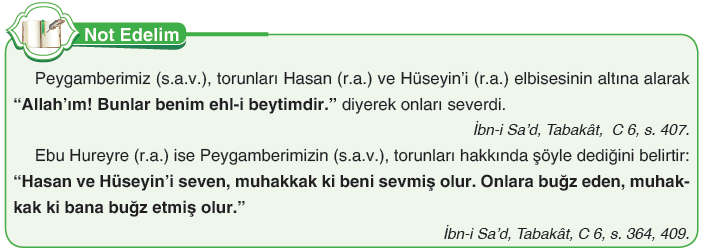 Not Edelim
Peygamberimiz (s.a.v.), torunları Hasan (r.a.) ve Hüseyin’i (r.a.) elbisesinin altına alarak
“Allah’ım! Bunlar benim ehl-i beytimdir.” diyerek onları severdi.
İbn-i Sa’d, Tabakât, C 6, s. 407.
Ebu Hureyre (r.a.) ise Peygamberimizin (s.a.v.), torunları hakkında şöyle dediğini belirtir:
“Hasan ve Hüseyin’i seven, muhakkak ki beni sevmiş olur. Onlara buğz eden, muhak-
kak ki bana buğz etmiş olur.”
İbn-i Sa’d, Tabakât, C 6, s. 364, 409.